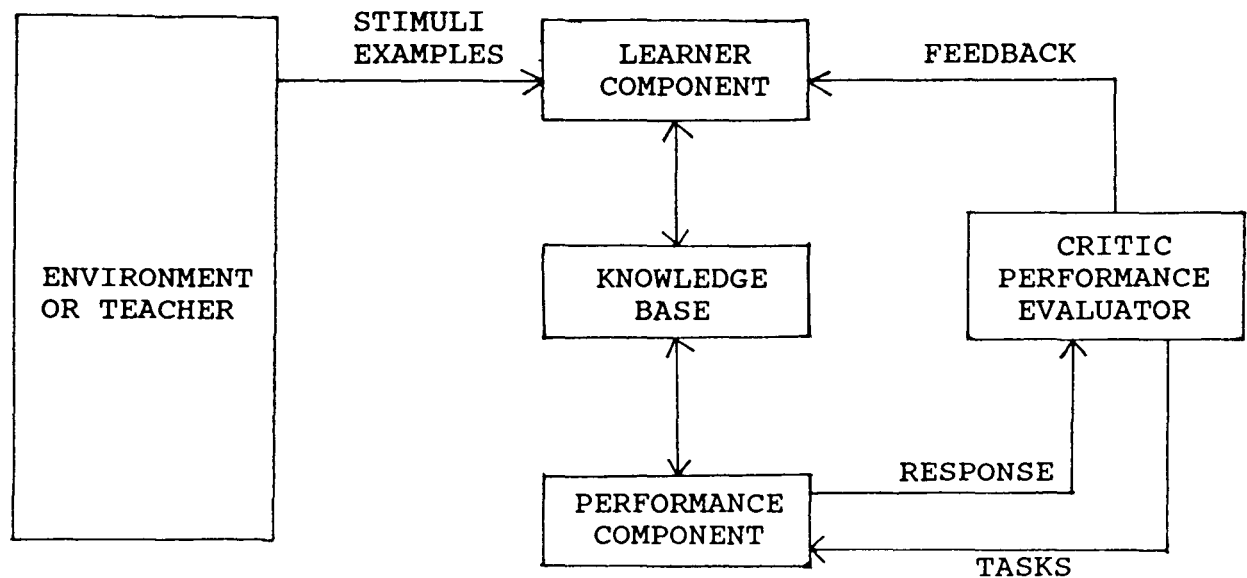 STIMULI
EXAMPLES
LEARNER
COMPONENT
FEEDBACK
ENVIRONMENT
OR TEACHER
KNOWLEDGE
BASE
CRITIC
PERFORMANCE
EVALUATOR
PERFORMANCE
COMPONENT
RESPONSE
TASKS